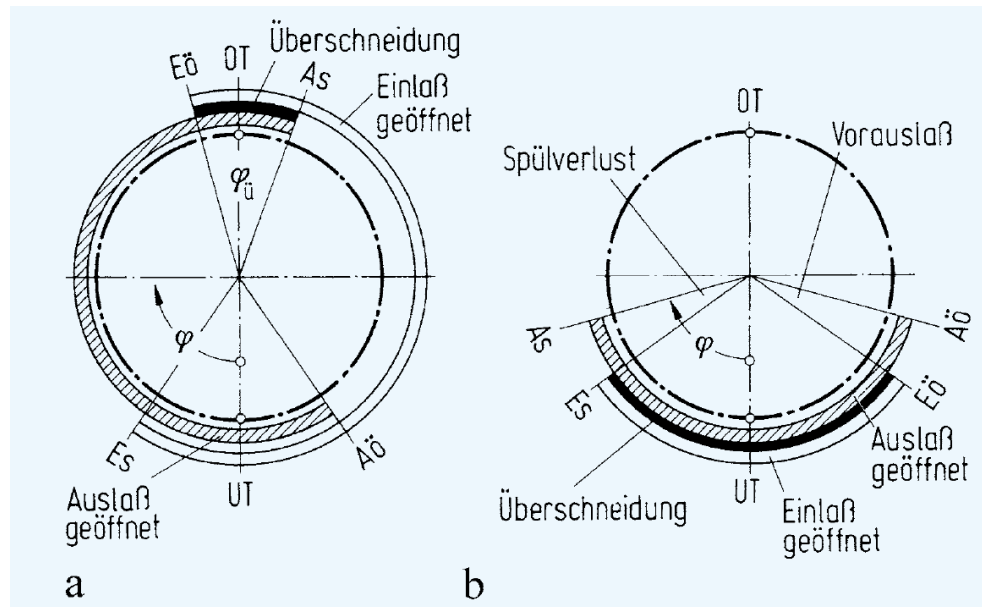 Überschneidung
Eö
OT
As
Einlaß
geöffnet
φü
φ
Es
Aö
Auslaß
geöffnet
UT
a
OT
Spülverlust
Vorauslaß
As
φ
Aö
Es
Eö
Auslaß
geöffnet
Überschneidung
UT
Einlaß
geöffnet
b